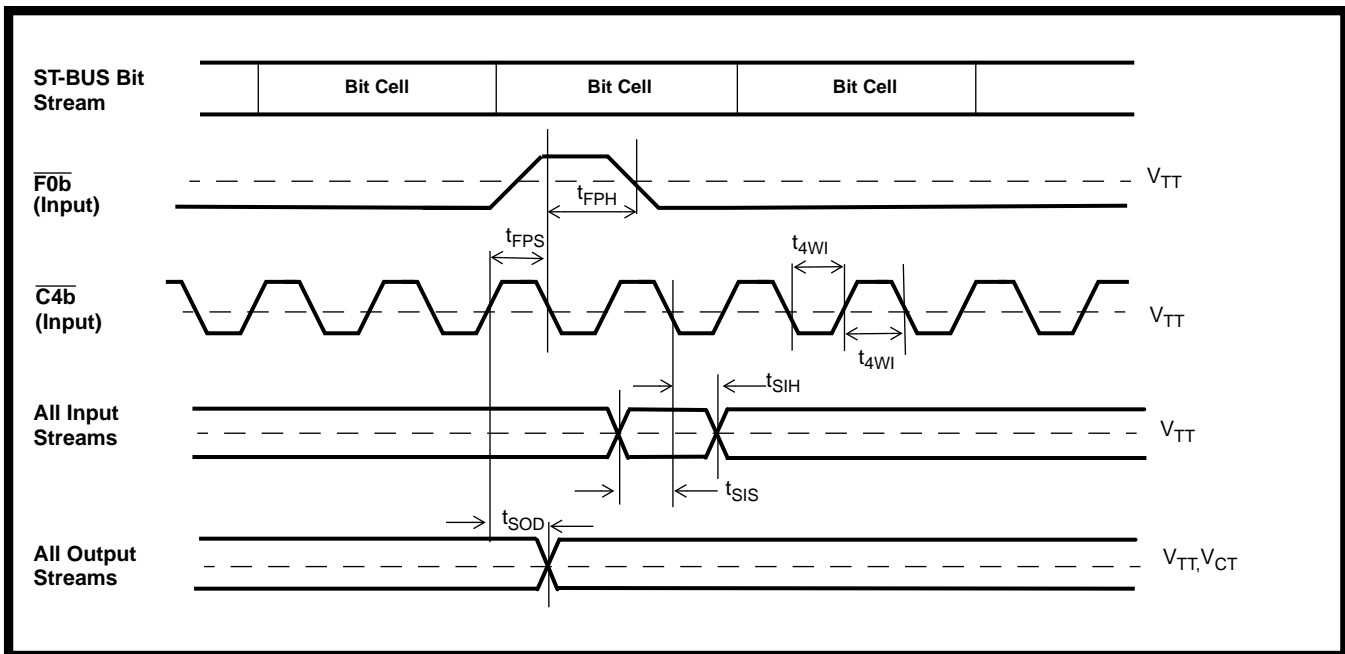 ST-BUS Bit
Stream
Bit Cell
Bit Cell
Bit Cell
F0b
(Input)
tFPH
VTT
tFPS
t4WI
C4b
(Input)
VTT
t4WI
All Input
Streams
tSIH
VTT
tSIS
tSOD
All Output
Streams
VTT,VCT